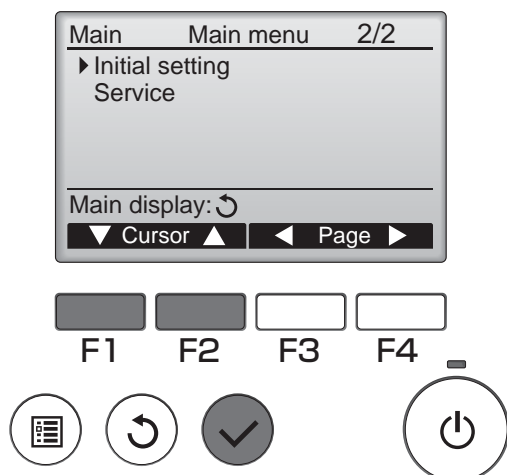 Main Main menu 2/2
Initial setting
Service
Main display:
Cursor Page
F1 F2 F3 F4